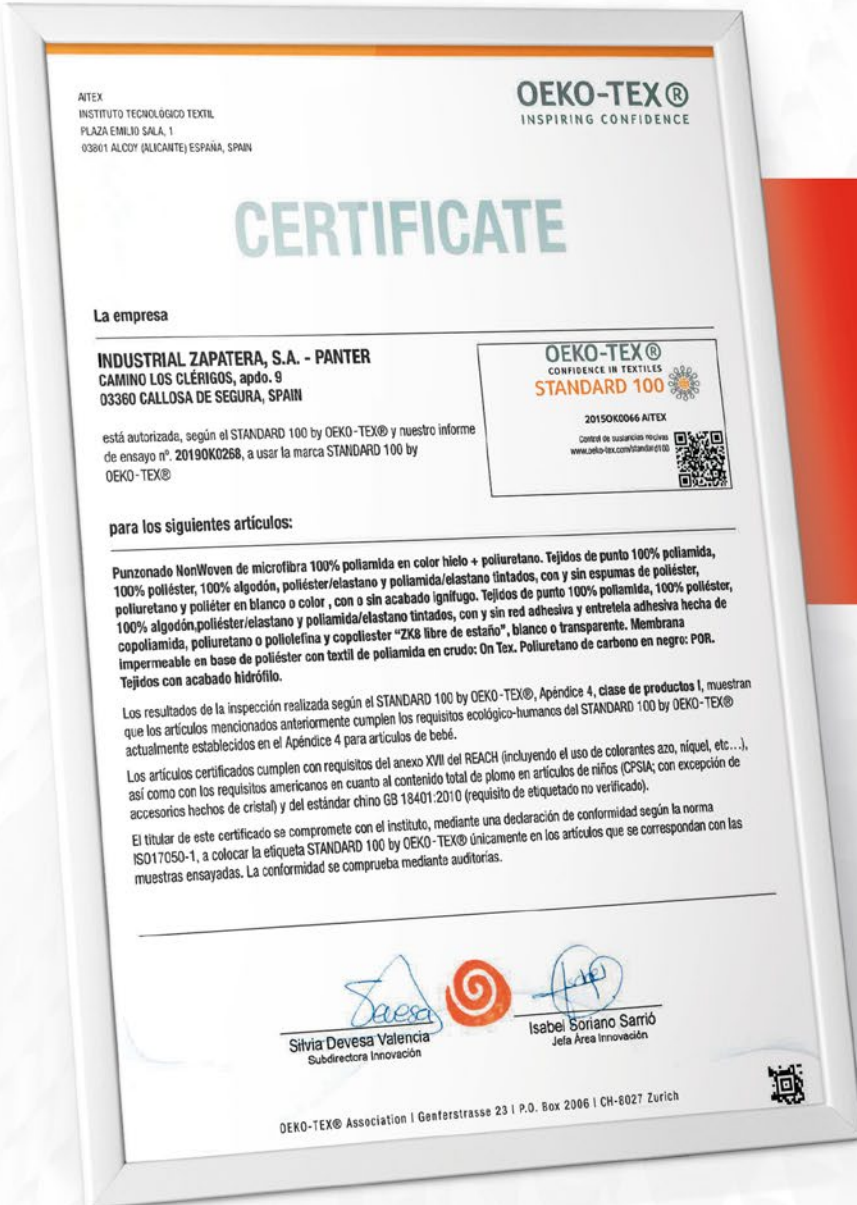 AITEX
INSTITUTO TECNOLÓGICO TEXTIL
PLAZA EMILIO SALA, 1
03801 ALCOY (ALICANTE) ESPAÑA, SPAIN
OEKO-TEX®
INSPIRING CONFIDENCE
CERTIFICATE
La empresa
INDUSTRIAL ZAPATERA, S.A. - PANTER
CAMINO LOS CLÉRIGOS, apdo. 9
03360 CALLOSA DE SEGURA, SPAIN
está autorizada, según el STANDARD 100 by OEKO-TEX® y nuestro informe
de ensayo nº. 2019OK0268, a usar la marca STANDARD 100 by
OEKO-TEX®
OEKO-TEX®
CONFIDENCE IN TEXTILES
STANDARD 100
2015OK0066 AITEX
Control de sustancias nocivas
www.oeko-tex.com/standard100
para los siguientes artículos:
Punzonado NonWoven de microfibra 100% poliamida en color hielo + poliuretano. Tejidos de punto 100% poliamida,
100% poliéster, 100% algodón, poliéster/elastano y poliamida/elastano tintados, con y sin espumas de poliéster,
poliuretano y poliéter en blanco o color , con o sin acabado ignifugo. Tejidos de punto 100% poliamida, 100% poliéster,
100% algodón,poliéster/elastano y poliamida/elastano tintados, con y sin red adhesiva y entretela adhesiva hecha de
copoliamida, poliuretano o poliolefina y copoliester "ZK8 libre de estaño", blanco o transparente. Membrana
impermeable en base de poliéster con textil de poliamida en crudo: On Tex. Poliuretano de carbono en negro: POR.
Tejidos con acabado hidrófilo.
Los resultados de la inspección realizada según el STANDARD 100 by OEKO-TEX®, Apéndice 4, clase de productos I, muestran
que los artículos mencionados anteriormente cumplen los requisitos ecológico-humanos del STANDARD 100 by OEKO-TEX®
actualmente establecidos en el Apéndice 4 para artículos de bebé.
Los artículos certificados cumplen con requisitos del anexo XVII del REACH (incluyendo el uso de colorantes azo, níquel, etc...),
así como con los requisitos americanos en cuanto al contenido total de plomo en artículos de niños (CPSIA; con excepción de
accesorios hechos de cristal) y del estándar chino GB 18401:2010 (requisito de etiquetado no verificado).
El titular de este certificado se compromete con el instituto, mediante una declaración de conformidad según la norma
ISO17050-1, a colocar la etiqueta STANDARD 100 by OEKO-TEX® únicamente en los artículos que se correspondan con las
muestras ensayadas. La conformidad se comprueba mediante auditorías.
Silvia Devesa Valencia
Subdirectora Innovación
Isabel Soriano Sarrió
Jefa Área Innovación
OEKO-TEX® Association | Genferstrasse 23 | P.O. Box 2006 | CH-8027 Zurich